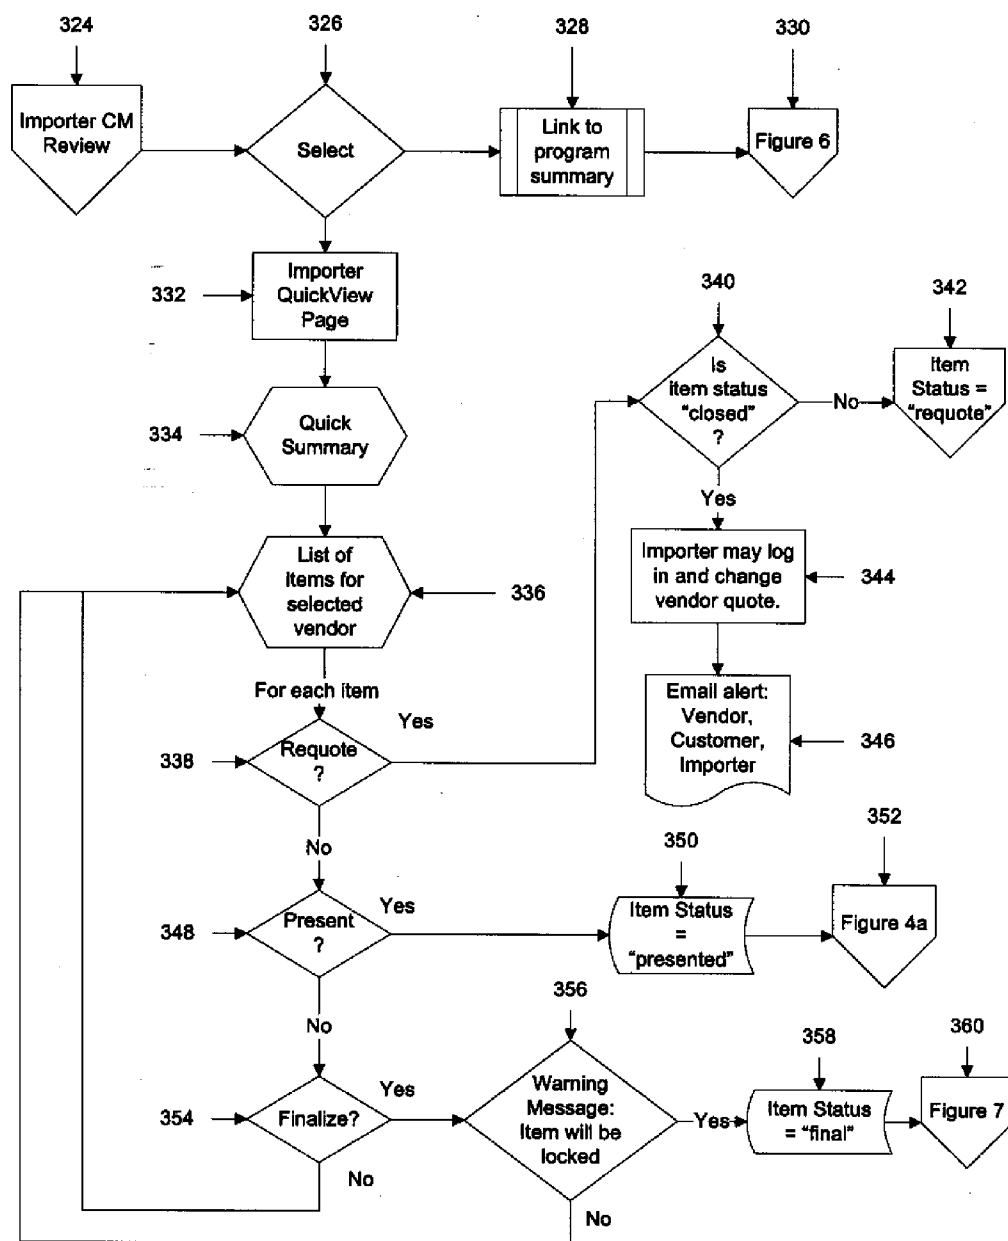 324
326
328
330
Importer CM
Review
Select
Link to
program
summary
Figure 6
332
Importer
QuickView
Page
340
342
Is
item status
"closed"
?
No
Item
Status =
"requote"
334
Quick
Summary
Yes
List of
items for
selected
vendor
336
Importer may log
in and change
vendor quote.
344
For each item
Yes
Email alert:
Vendor,
Customer,
Importer
346
338
Requote
?
No
350
352
348
Present
?
Yes
Item Status
=
"presented"
Figure 4a
No
356
358
360
354
Finalize?
Yes
Warning
Message:
Item will be
locked
Yes
Item Status
= "final"
Figure 7
No
No